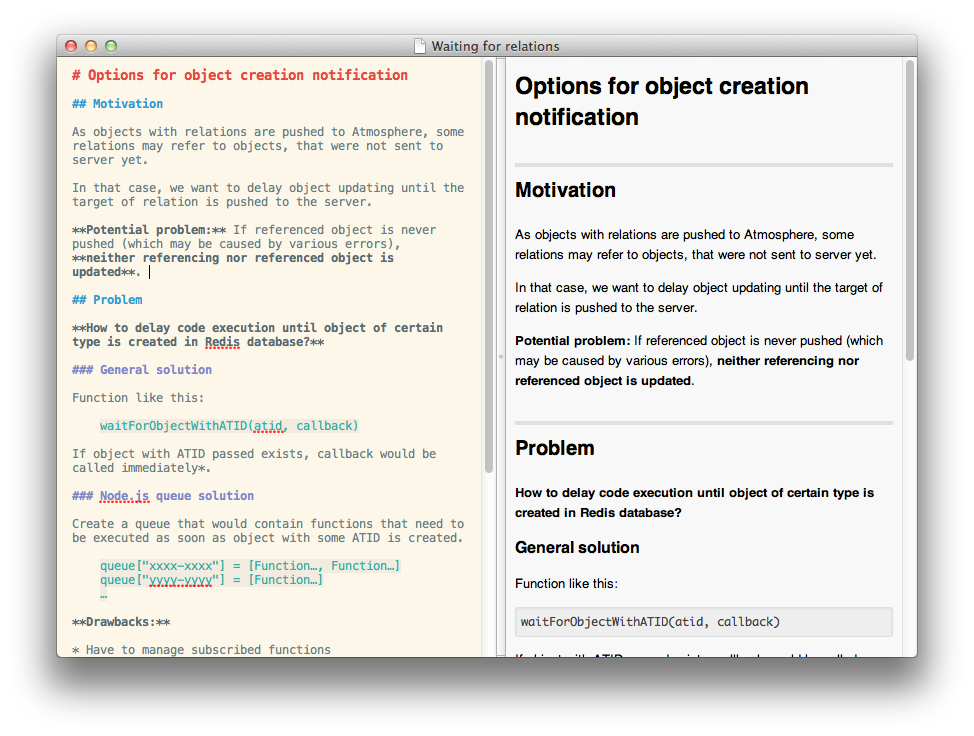 Waiting for relations
# Options for object creation notification
## Motivation
As objects with relations are pushed to Atmosphere, some
relations may refer to objects, that were not sent to
server yet.
In that case, we want to delay object updating until the
target of relation is pushed to the server.
**Potential problem:** If referenced object is never
pushed (which may be caused by various errors),
**neither referencing nor referenced object is
updated**.
## Problem
**How to delay code execution until object of certain
type is created in Redis database?**
### General solution
Function like this:
waitForObjectWithATID(atid, callback)
If object with ATID passed exists, callback would be
called immediately*.
### Node.js queue solution
Create a queue that would contain functions that need to
be executed as soon as object with some ATID is created.
queue["xxxx-xxxx"] = [Function…, Function…]
queue["yyyy-yyyy"] = [Function…]
…
**Drawbacks:**
* Have to manage subscribed functions
Options for object creation
notification
Motivation
As objects with relations are pushed to Atmosphere, some
relations may refer to objects, that were not sent to server yet.
In that case, we want to delay object updating until the target of
relation is pushed to the server.
Potential problem: If referenced object is never pushed (which
may be caused by various errors), neither referencing nor
referenced object is updated.
Problem
How to delay code execution until object of certain type is
created in Redis database?
General solution
Function like this:
waitForObjectWithATID(atid, callback)